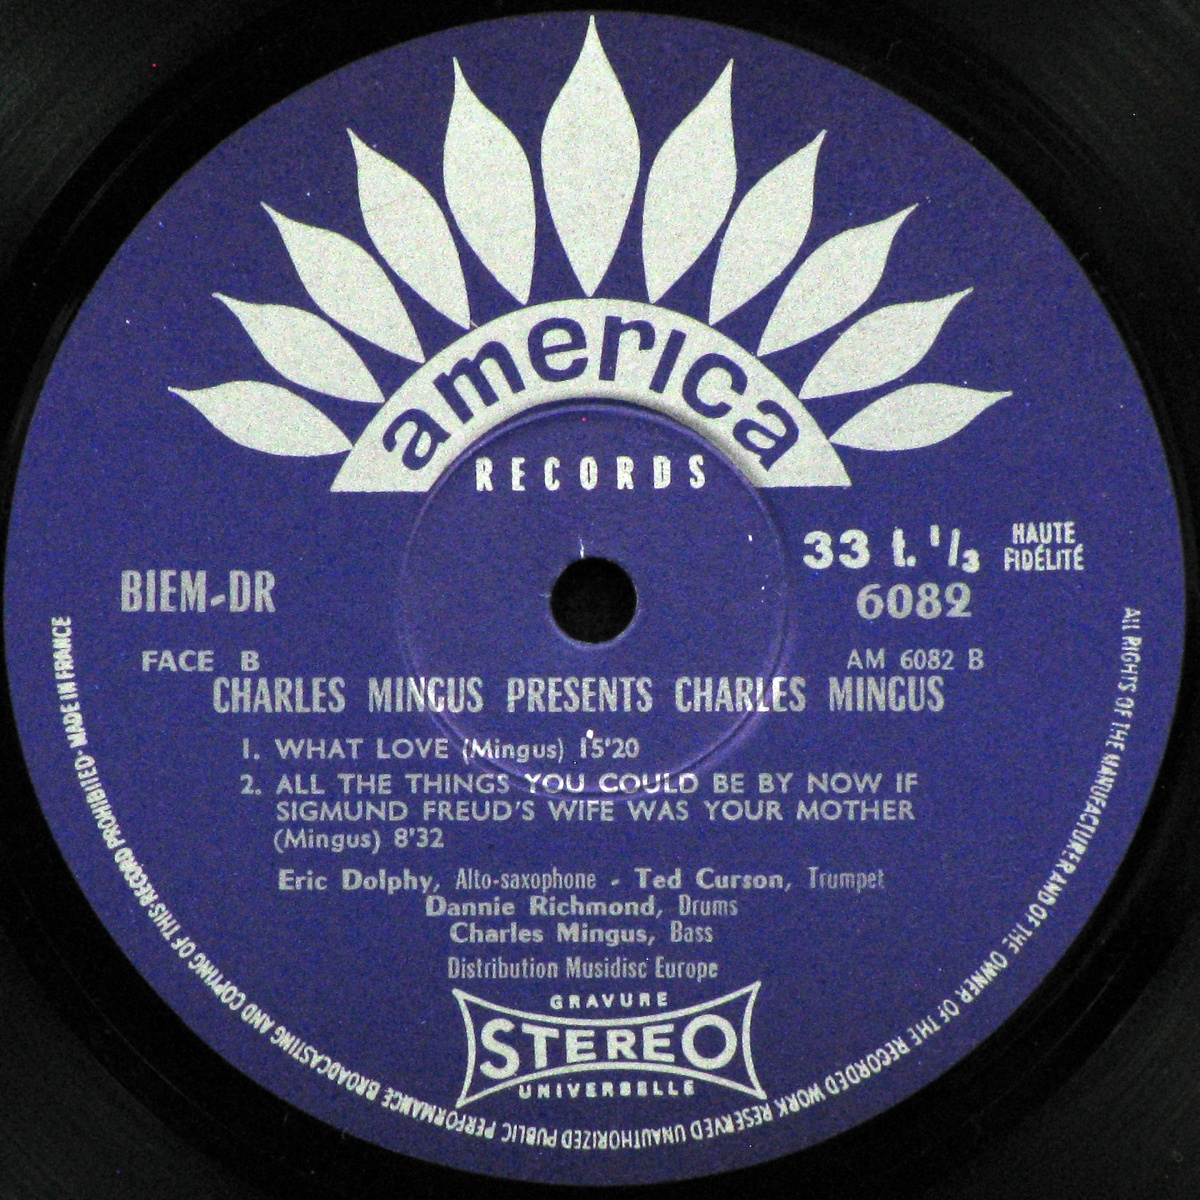 america
RECORDS
33 t. 1/3
HAUTE
FIDÉLITÉ
BIEM-DR
6082
FACE B
AM 6082 B
CHARLES MINGUS PRESENTS CHARLES MINGUS
1. WHAT LOVE (Mingus) 15'20
2. ALL THE THINGS YOU COULD BE BY NOW IF
SIGMUND FREUD'S WIFE WAS YOUR MOTHER
(Mingus) 8'32
Eric Dolphy, Alto-saxophone - Ted Curson, Trumpet
Dannie Richmond, Drums
Charles Mingus, Bass
Distribution Musidisc Europe
GRAVURE
STEREO
UNIVERSELLE
ALL RIGHTS OF THE MANUFACTURER AND OF THE OWNER OF THE RECORDED WORK RESERVED UNAUTHORIZED PUBLIC PERFORMANCE BROADCASTING AND COPYING OF THIS RECORD PROHIBITED - MADE IN FRANCE